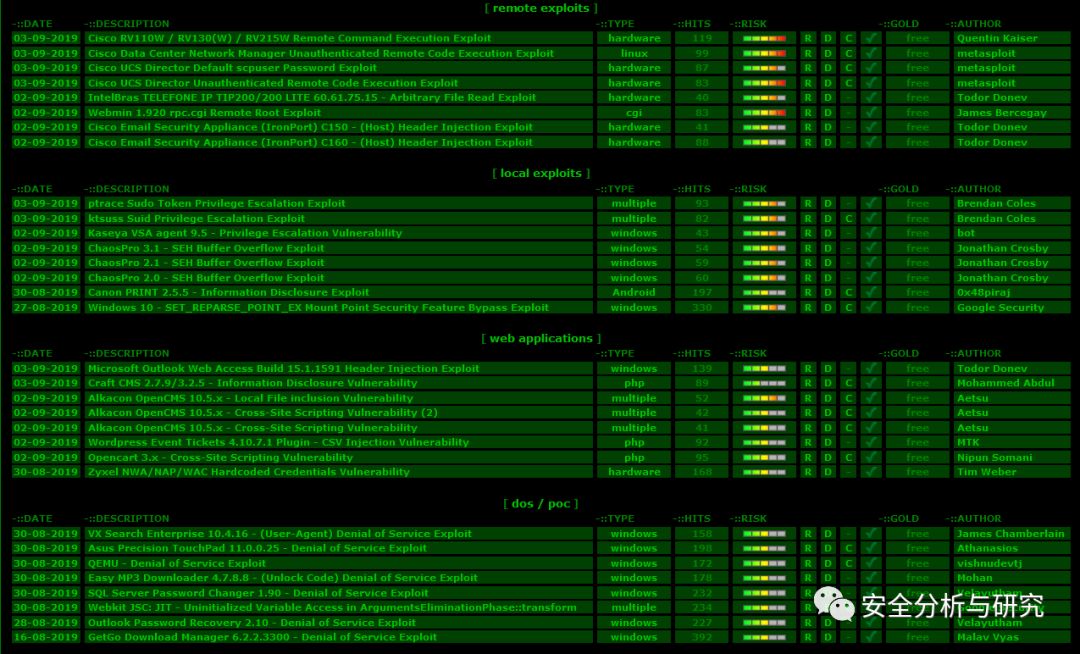 [ remote exploits ]
-::DATE -::DESCRIPTION -::TYPE -::HITS -::RISK -::GOLD -::AUTHOR
03-09-2019 Cisco RV110W / RV130(W) / RV215W Remote Command Execution Exploit hardware 119 R D C free Quentin Kaiser
03-09-2019 Cisco Data Center Network Manager Unauthenticated Remote Code Execution Exploit linux 99 R D C free metasploit
03-09-2019 Cisco UCS Director Default scpuser Password Exploit hardware 87 R D C free metasploit
03-09-2019 Cisco UCS Director Unauthenticated Remote Code Execution Exploit hardware 83 R D C free metasploit
02-09-2019 IntelBras TELEFONE IP TIP200/200 LITE 60.61.75.15 - Arbitrary File Read Exploit hardware 40 R D - free Todor Donev
02-09-2019 Webmin 1.920 rpc.cgi Remote Root Exploit cgi 83 R D - free James Bercegay
02-09-2019 Cisco Email Security Appliance (IronPort) C150 - (Host) Header Injection Exploit hardware 41 R D - free Todor Donev
02-09-2019 Cisco Email Security Appliance (IronPort) C160 - (Host) Header Injection Exploit hardware 88 R D - free Todor Donev
[ local exploits ]
-::DATE -::DESCRIPTION -::TYPE -::HITS -::RISK -::GOLD -::AUTHOR
03-09-2019 ptrace Sudo Token Privilege Escalation Exploit multiple 93 R D - free Brendan Coles
03-09-2019 ktsuss Suid Privilege Escalation Exploit multiple 82 R D C free Brendan Coles
02-09-2019 Kaseya VSA agent 9.5 - Privilege Escalation Vulnerability windows 43 R D - free bot
02-09-2019 ChaosPro 3.1 - SEH Buffer Overflow Exploit windows 54 R D - free Jonathan Crosby
02-09-2019 ChaosPro 2.1 - SEH Buffer Overflow Exploit windows 59 R D - free Jonathan Crosby
02-09-2019 ChaosPro 2.0 - SEH Buffer Overflow Exploit windows 60 R D - free Jonathan Crosby
30-08-2019 Canon PRINT 2.5.5 - Information Disclosure Exploit Android 197 R D C free 0x48piraj
27-08-2019 Windows 10 - SET_REPARSE_POINT_EX Mount Point Security Feature Bypass Exploit windows 330 R D C free Google Security
[ web applications ]
-::DATE -::DESCRIPTION -::TYPE -::HITS -::RISK -::GOLD -::AUTHOR
03-09-2019 Microsoft Outlook Web Access Build 15.1.1591 Header Injection Exploit windows 139 R D - free Todor Donev
03-09-2019 Craft CMS 2.7.9/3.2.5 - Information Disclosure Vulnerability php 89 R D C free Mohammed Abdul
02-09-2019 Alkacon OpenCMS 10.5.x - Local File inclusion Vulnerability multiple 52 R D C free Aetsu
02-09-2019 Alkacon OpenCMS 10.5.x - Cross-Site Scripting Vulnerability (2) multiple 42 R D C free Aetsu
02-09-2019 Alkacon OpenCMS 10.5.x - Cross-Site Scripting Vulnerability multiple 41 R D C free Aetsu
02-09-2019 Wordpress Event Tickets 4.10.7.1 Plugin - CSV Injection Vulnerability php 92 R D - free MTK
02-09-2019 Opencart 3.x - Cross-Site Scripting Vulnerability php 95 R D C free Nipun Somani
30-08-2019 Zyxel NWA/NAP/WAC Hardcoded Credentials Vulnerability hardware 168 R D - free Tim Weber
[ dos / poc ]
-::DATE -::DESCRIPTION -::TYPE -::HITS -::RISK -::GOLD -::AUTHOR
30-08-2019 VX Search Enterprise 10.4.16 - (User-Agent) Denial of Service Exploit windows 158 R D - free James Chamberlain
30-08-2019 Asus Precision TouchPad 11.0.0.25 - Denial of Service Exploit windows 198 R D C free Athanasios
30-08-2019 QEMU - Denial of Service Exploit windows 172 R D C free vishnudevtj
30-08-2019 Easy MP3 Downloader 4.7.8.8 - (Unlock Code) Denial of Service Exploit windows 178 R D - free Mohan
30-08-2019 SQL Server Password Changer 1.90 - Denial of Service Exploit windows 232 R D free Velayutham
30-08-2019 Webkit JSC: JIT - Uninitialized Variable Access in ArgumentsEliminationPhase::transform multiple 234 R D
28-08-2019 Outlook Password Recovery 2.10 - Denial of Service Exploit windows 227 R D free Velayutham
16-08-2019 GetGo Download Manager 6.2.2.3300 - Denial of Service Exploit windows 392 R D - free Malav Vyas
安全分析与研究